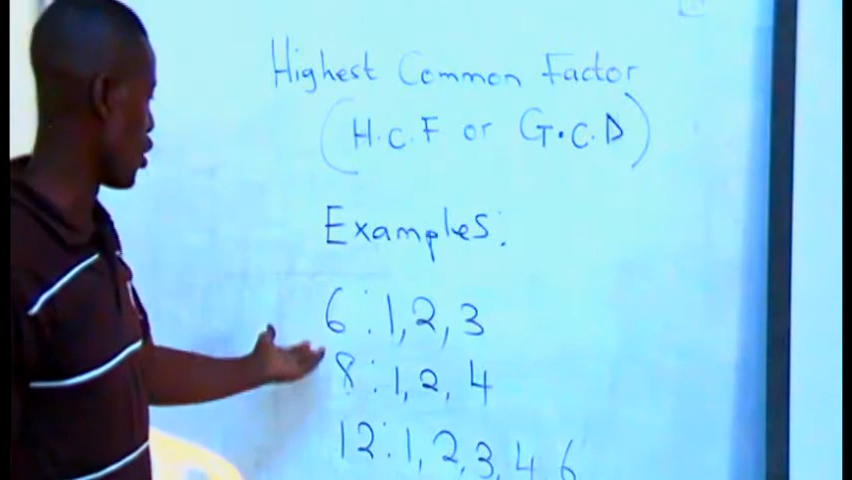 Highest Common Factor
(H.C.F or G.C.D)
Examples:
6: 1, 2, 3
8: 1, 2, 4
12: 1, 2, 3, 4, 6